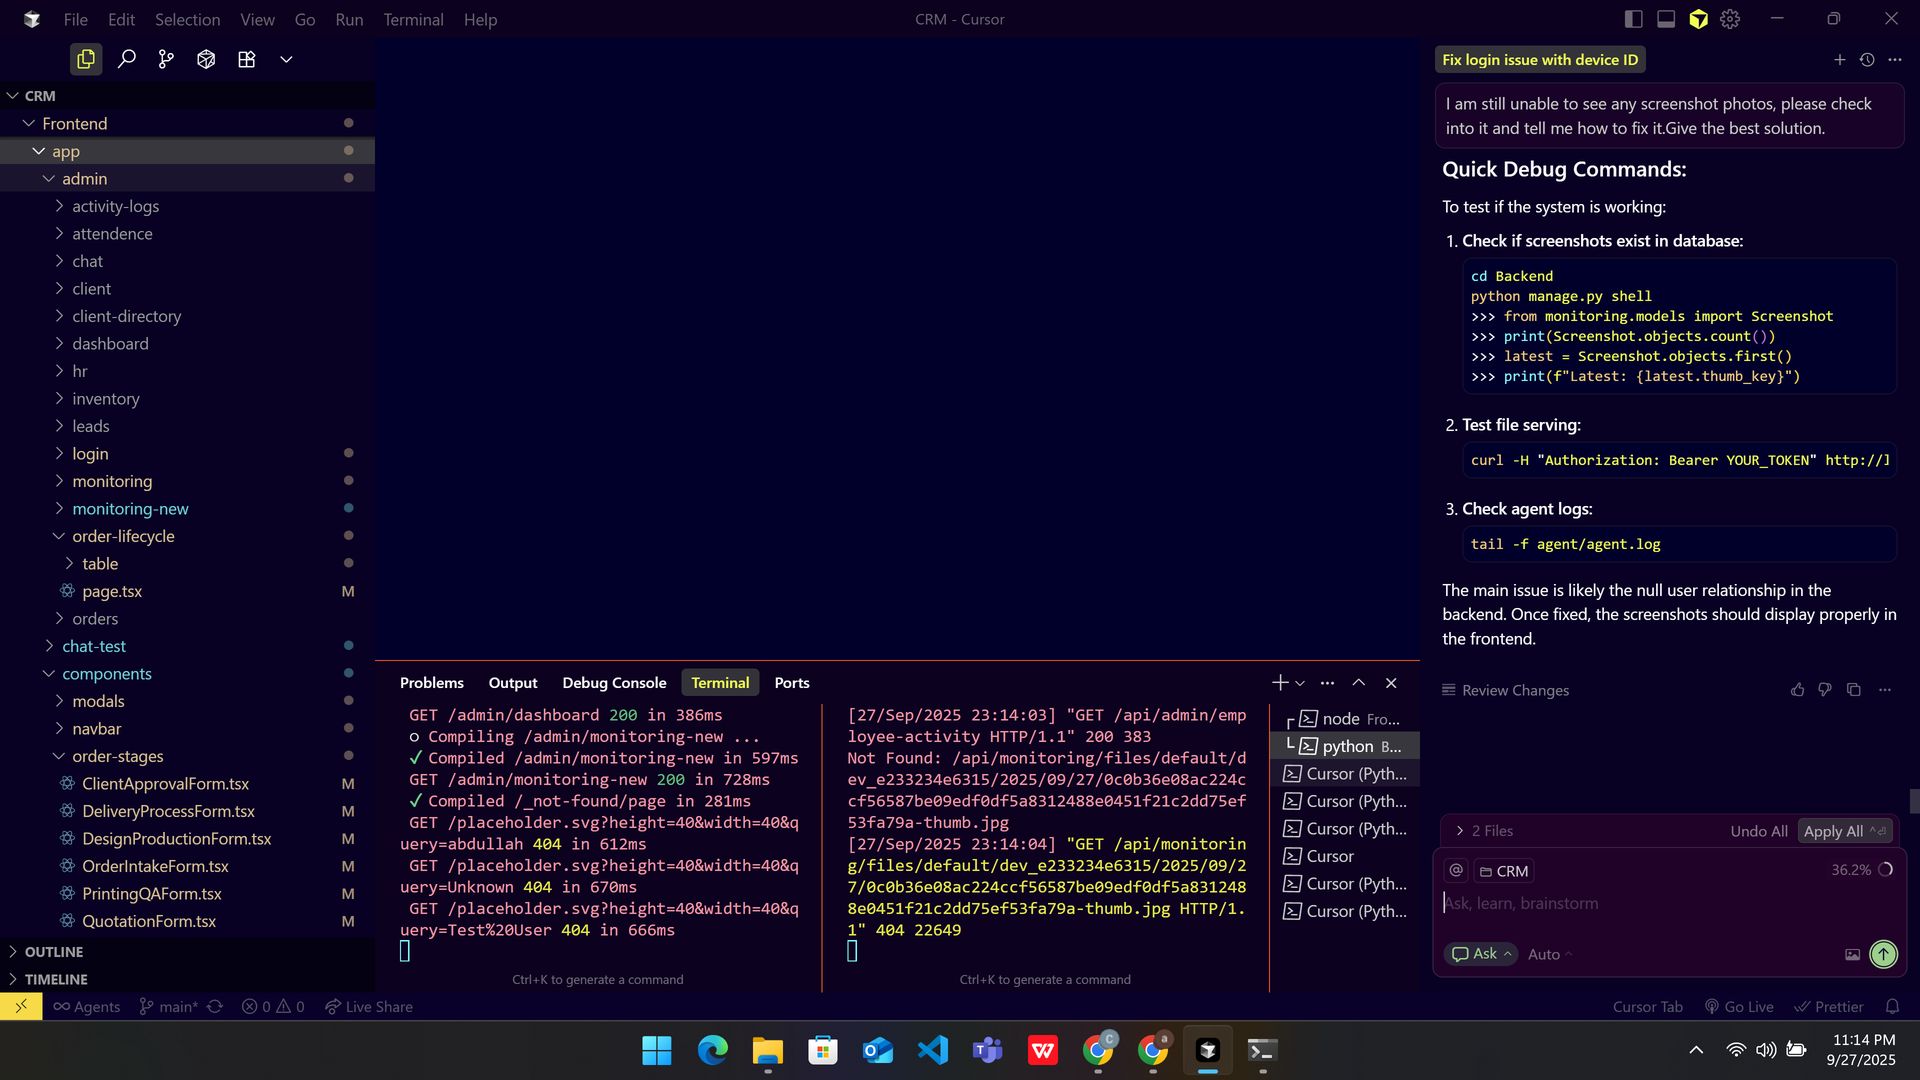 File Edit Selection View Go Run Terminal Help
CRM - Cursor
CRM
Frontend
app
admin
activity-logs
attendence
chat
client
client-directory
dashboard
hr
inventory
leads
login
monitoring
monitoring-new
order-lifecycle
table
page.tsx M
orders
chat-test
components
modals
navbar
order-stages
ClientApprovalForm.tsx M
DeliveryProcessForm.tsx M
DesignProductionForm.tsx M
OrderIntakeForm.tsx M
PrintingQAForm.tsx M
QuotationForm.tsx M
OUTLINE
TIMELINE
Problems Output Debug Console Terminal Ports
GET /admin/dashboard 200 in 386ms
○ Compiling /admin/monitoring-new ...
✓ Compiled /admin/monitoring-new in 597ms
GET /admin/monitoring-new 200 in 728ms
✓ Compiled /_not-found/page in 281ms
GET /placeholder.svg?height=40&width=40&q
uery=abdullah 404 in 612ms
GET /placeholder.svg?height=40&width=40&q
uery=Unknown 404 in 670ms
GET /placeholder.svg?height=40&width=40&q
uery=Test%20User 404 in 666ms
Ctrl+K to generate a command
[27/Sep/2025 23:14:03] "GET /api/admin/emp
loyee-activity HTTP/1.1" 200 383
Not Found: /api/monitoring/files/default/d
ev_e233234e6315/2025/09/27/0c0b36e08ac224c
cf56587be09edf0df5a8312488e0451f21c2dd75ef
53fa79a-thumb.jpg
[27/Sep/2025 23:14:04] "GET /api/monitorin
g/files/default/dev_e233234e6315/2025/09/2
7/0c0b36e08ac224ccf56587be09edf0df5a831248
8e0451f21c2dd75ef53fa79a-thumb.jpg HTTP/1.
1" 404 22649
Ctrl+K to generate a command
node Fro...
python B...
Cursor (Pyth...
Cursor (Pyth...
Cursor (Pyth...
Cursor
Cursor (Pyth...
Cursor (Pyth...
Fix login issue with device ID
I am still unable to see any screenshot photos, please check
into it and tell me how to fix it.Give the best solution.
Quick Debug Commands:
To test if the system is working:
1. Check if screenshots exist in database:
cd Backend
python manage.py shell
>>> from monitoring.models import Screenshot
>>> print(Screenshot.objects.count())
>>> latest = Screenshot.objects.first()
>>> print(f"Latest: {latest.thumb_key}")
2. Test file serving:
curl -H "Authorization: Bearer YOUR_TOKEN" http://l
3. Check agent logs:
tail -f agent/agent.log
The main issue is likely the null user relationship in the
backend. Once fixed, the screenshots should display properly in
the frontend.
Review Changes
2 Files Undo All Apply All
@ CRM 36.2%
Ask, learn, brainstorm
Ask Auto
Agents main* 0 0 Live Share
Cursor Tab Go Live Prettier
11:14 PM
9/27/2025